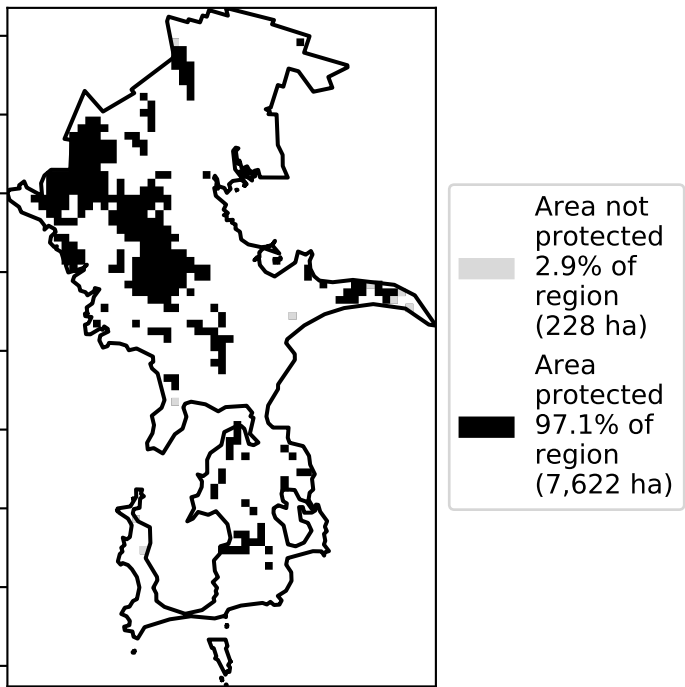 Area not
protected
2.9% of
region
(228 ha)
Area
protected
97.1% of
region
(7,622 ha)